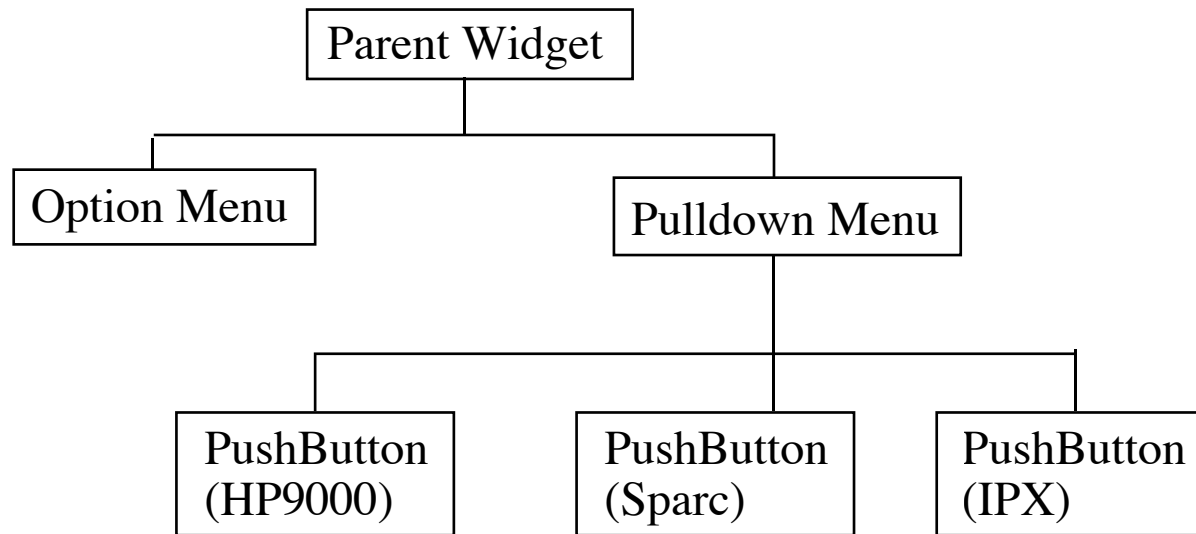 Parent Widget
Option Menu
Pulldown Menu
PushButton
(HP9000)
PushButton
(Sparc)
PushButton
(IPX)